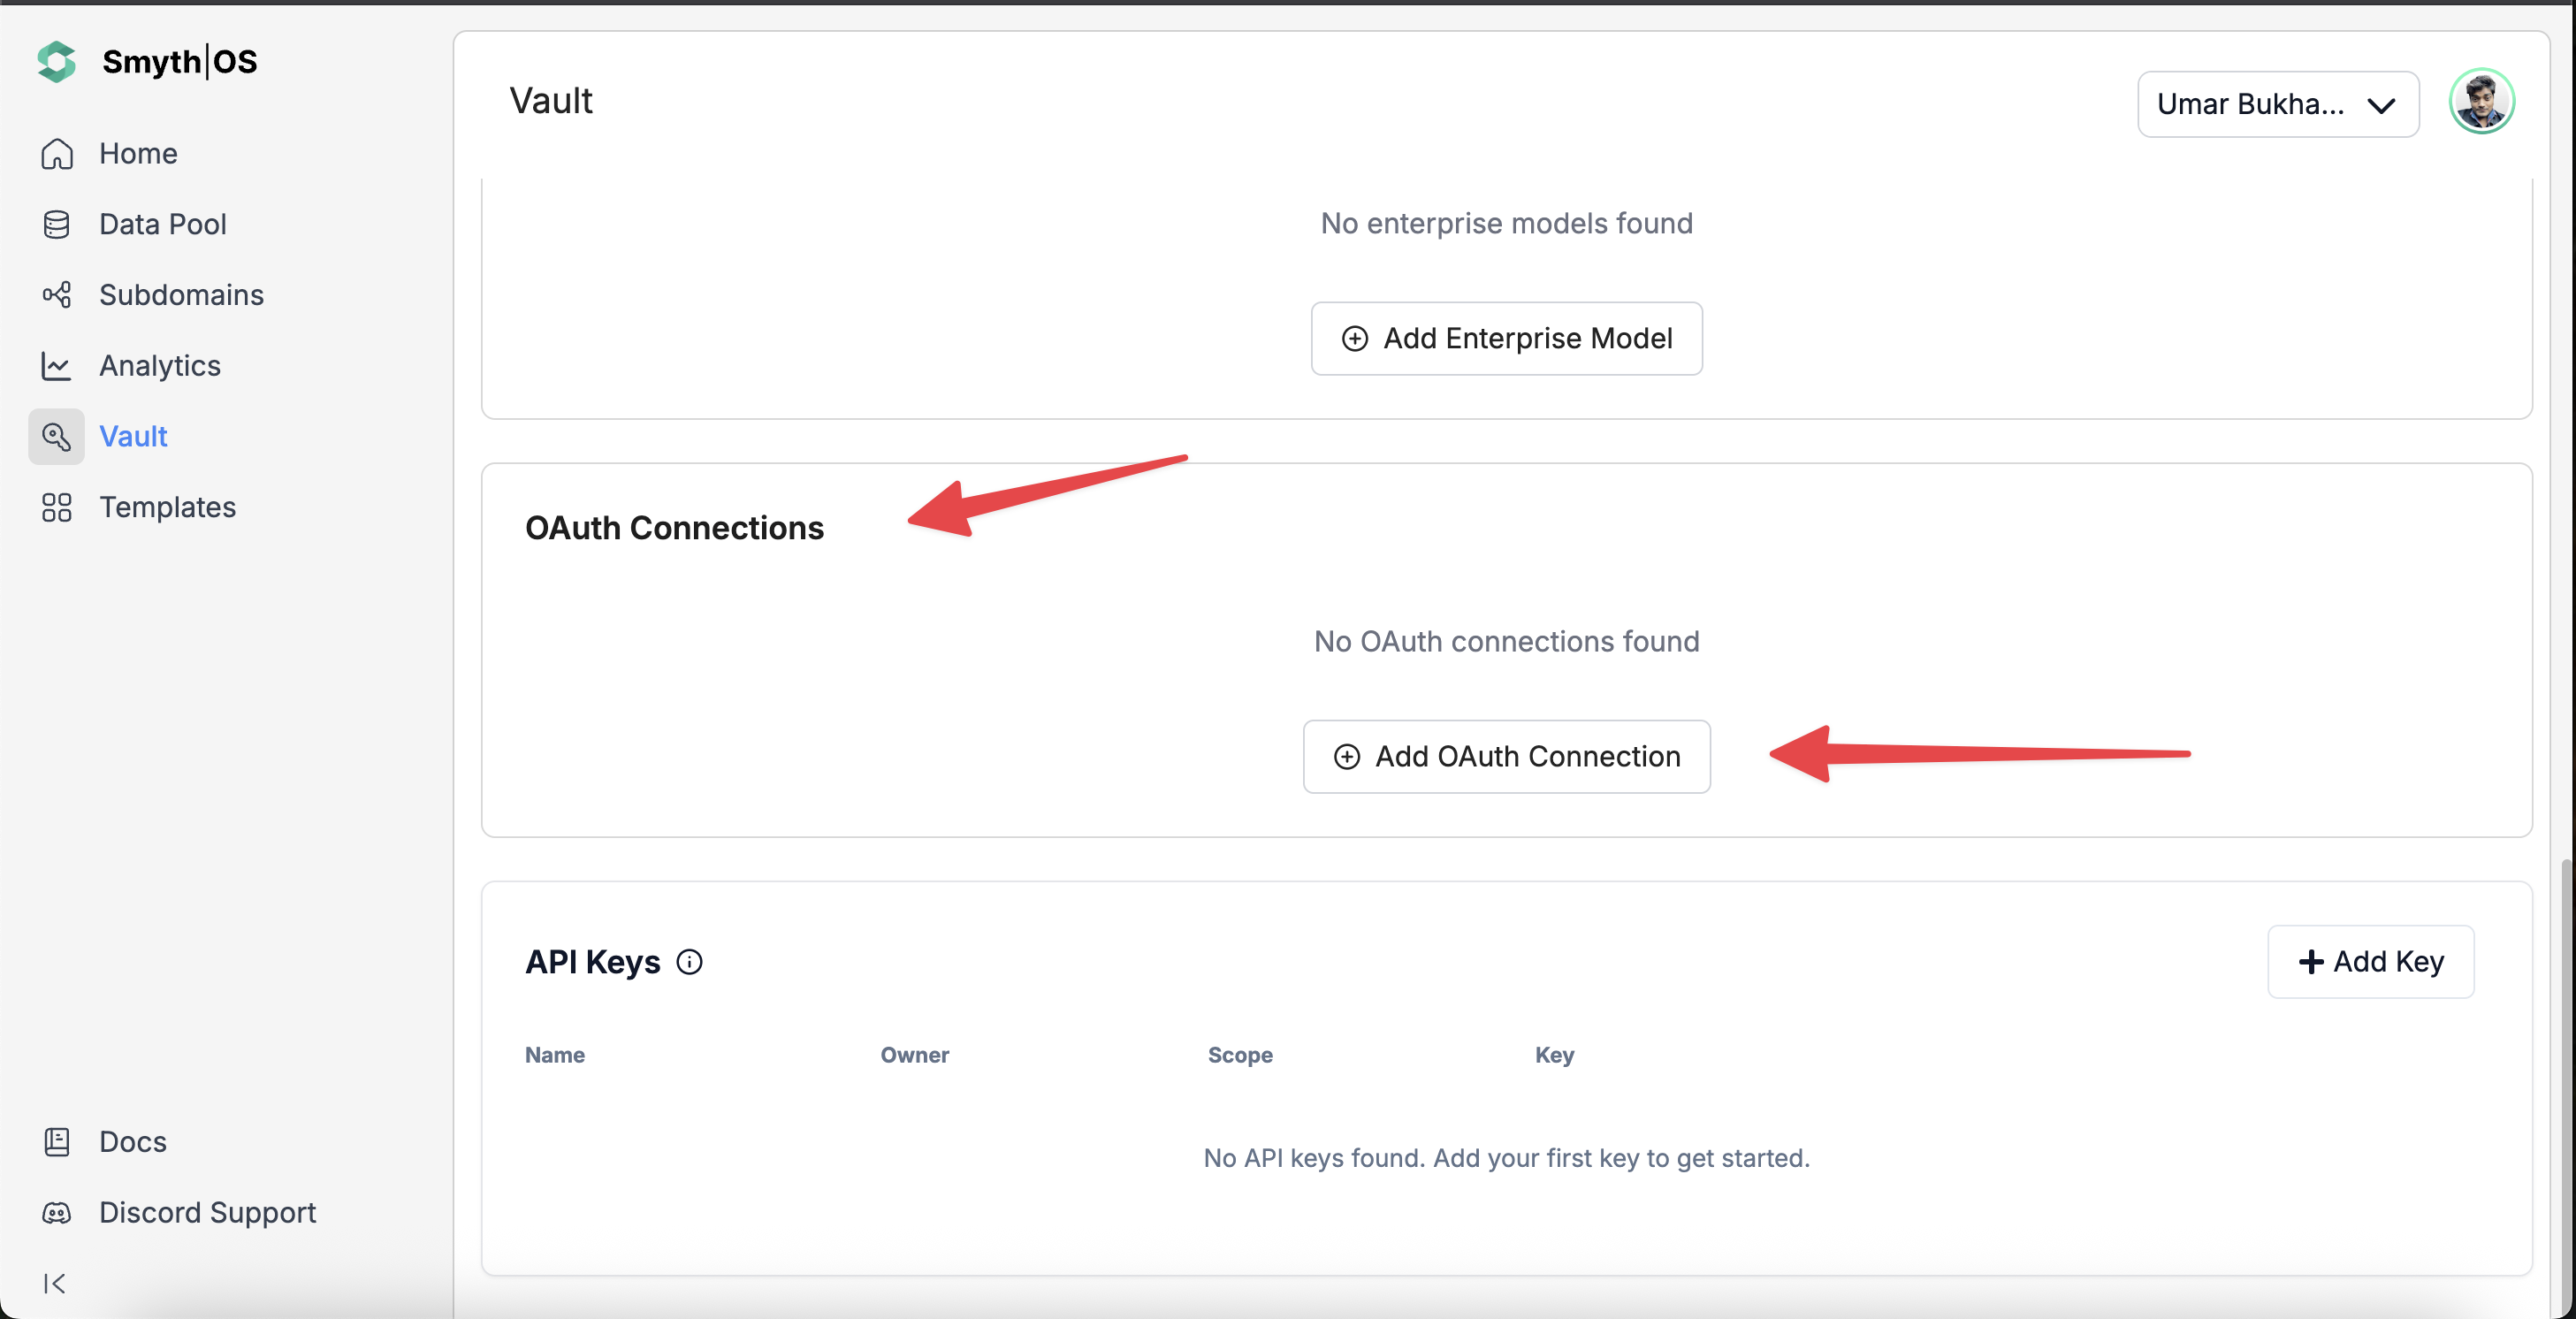 Smyth|OS
Home
Data Pool
Subdomains
Analytics
Vault
Templates
Docs
Discord Support
Vault
Umar Bukha...
No enterprise models found
Add Enterprise Model
OAuth Connections
No OAuth connections found
Add OAuth Connection
API Keys
Add Key
Name Owner Scope Key
No API keys found. Add your first key to get started.